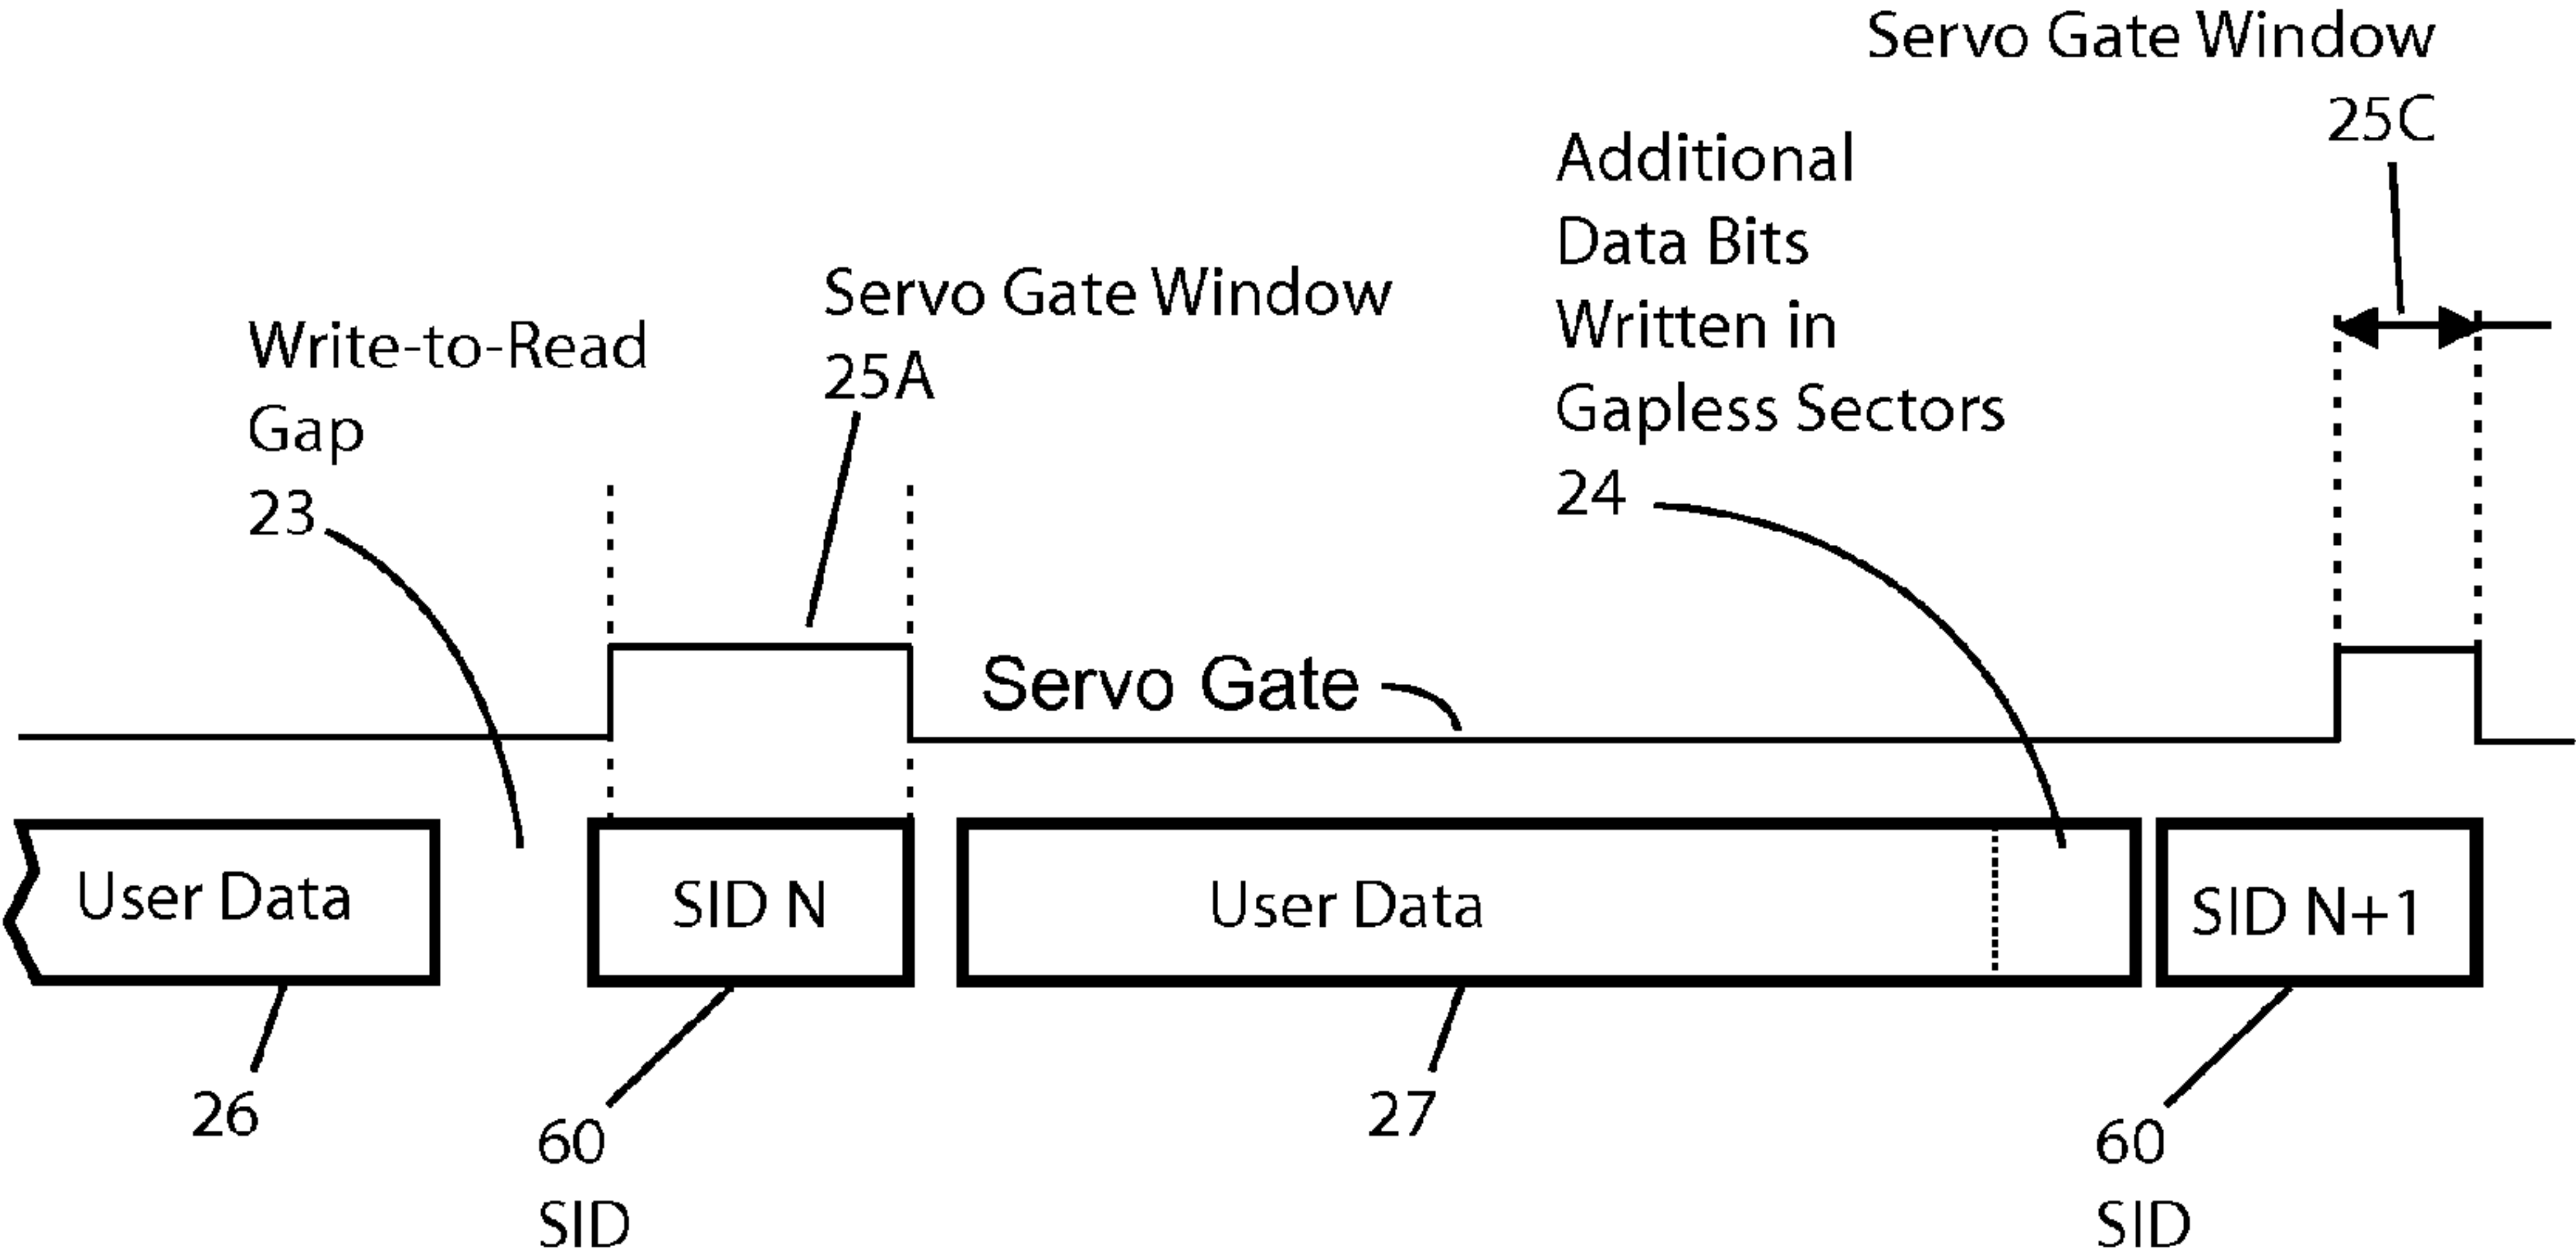 Servo Gate Window
25C
Additional
Data Bits
Written in
Gapless Sectors
24
Servo Gate Window
25A
Write-to-Read
Gap
23
Servo Gate
User Data
SID N
User Data
SID N+1
26
60
SID
27
60
SID